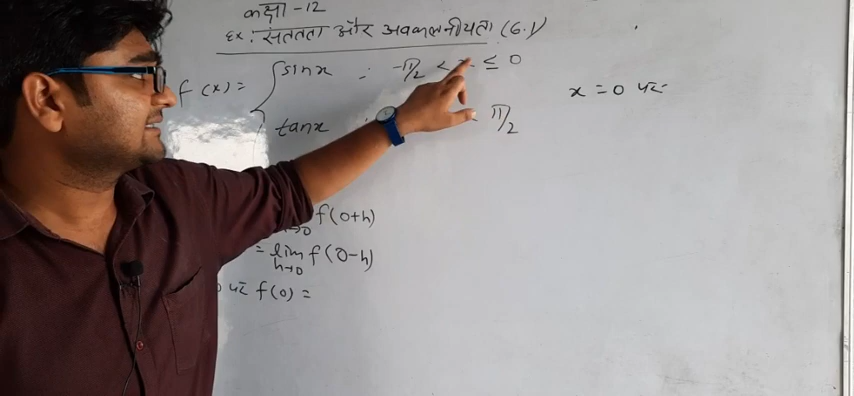 कक्षा -12
Ex: संततता और अवकलनीयता (6.1)
f(x) = { sinx : -π/2 < x ≤ 0
x = 0 पर
tanx : π/2
f(0+h)
= lim h→0 f(0-h)
पर f(0) =